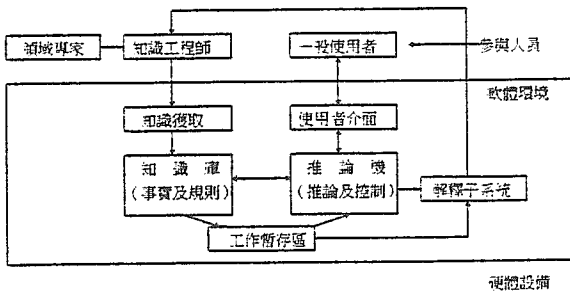 領域專家 知識工程師 一般使用者 參與人員
軟體環境
知識獲取 使用者介面
知識庫 推論機
(事實及規則) (推論及控制) 解釋子系統
工作暫存區
硬體設備